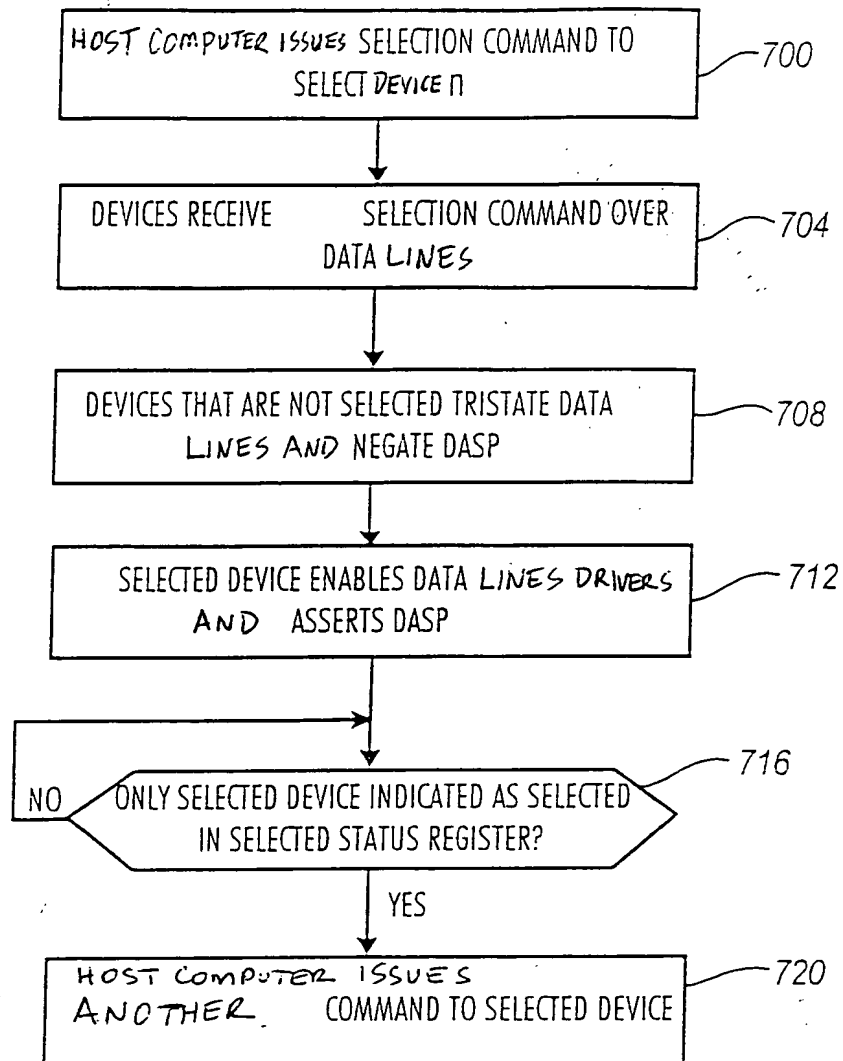 HOST COMPUTER ISSUES SELECTION COMMAND TO
SELECT DEVICE n
700
DEVICES RECEIVE SELECTION COMMAND OVER
DATA LINES
704
DEVICES THAT ARE NOT SELECTED TRISTATE DATA
LINES AND NEGATE DASP
708
SELECTED DEVICE ENABLES DATA LINES DRIVERS
AND ASSERTS DASP
712
716
NO
ONLY SELECTED DEVICE INDICATED AS SELECTED
IN SELECTED STATUS REGISTER?
YES
HOST COMPUTER ISSUES
ANOTHER. COMMAND TO SELECTED DEVICE
720